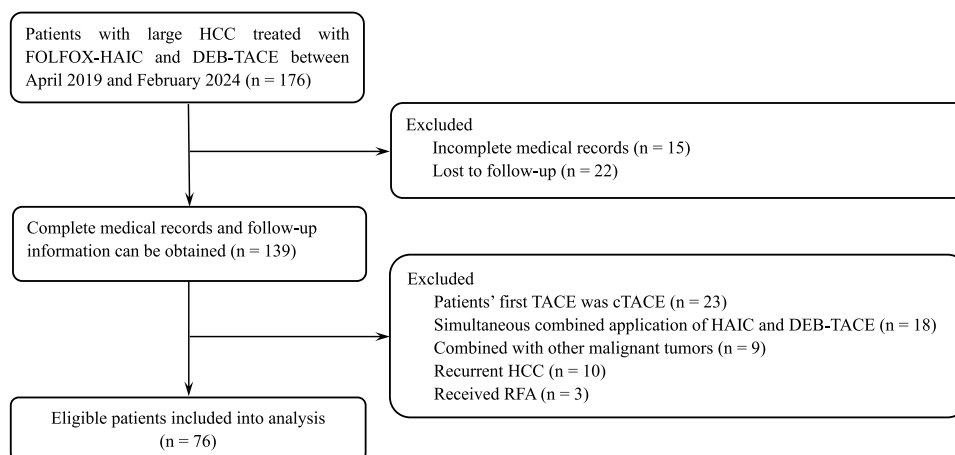 Patients with large HCC treated with
FOLFOX-HAIC and DEB-TACE between
April 2019 and February 2024 (n = 176)
Excluded
Incomplete medical records (n = 15)
Lost to follow-up (n = 22)
Complete medical records and follow-up
information can be obtained (n = 139)
Excluded
Patients’ first TACE was cTACE (n = 23)
Simultaneous combined application of HAIC and DEB-TACE (n = 18)
Combined with other malignant tumors (n = 9)
Recurrent HCC (n = 10)
Received RFA (n = 3)
Eligible patients included into analysis
(n = 76)